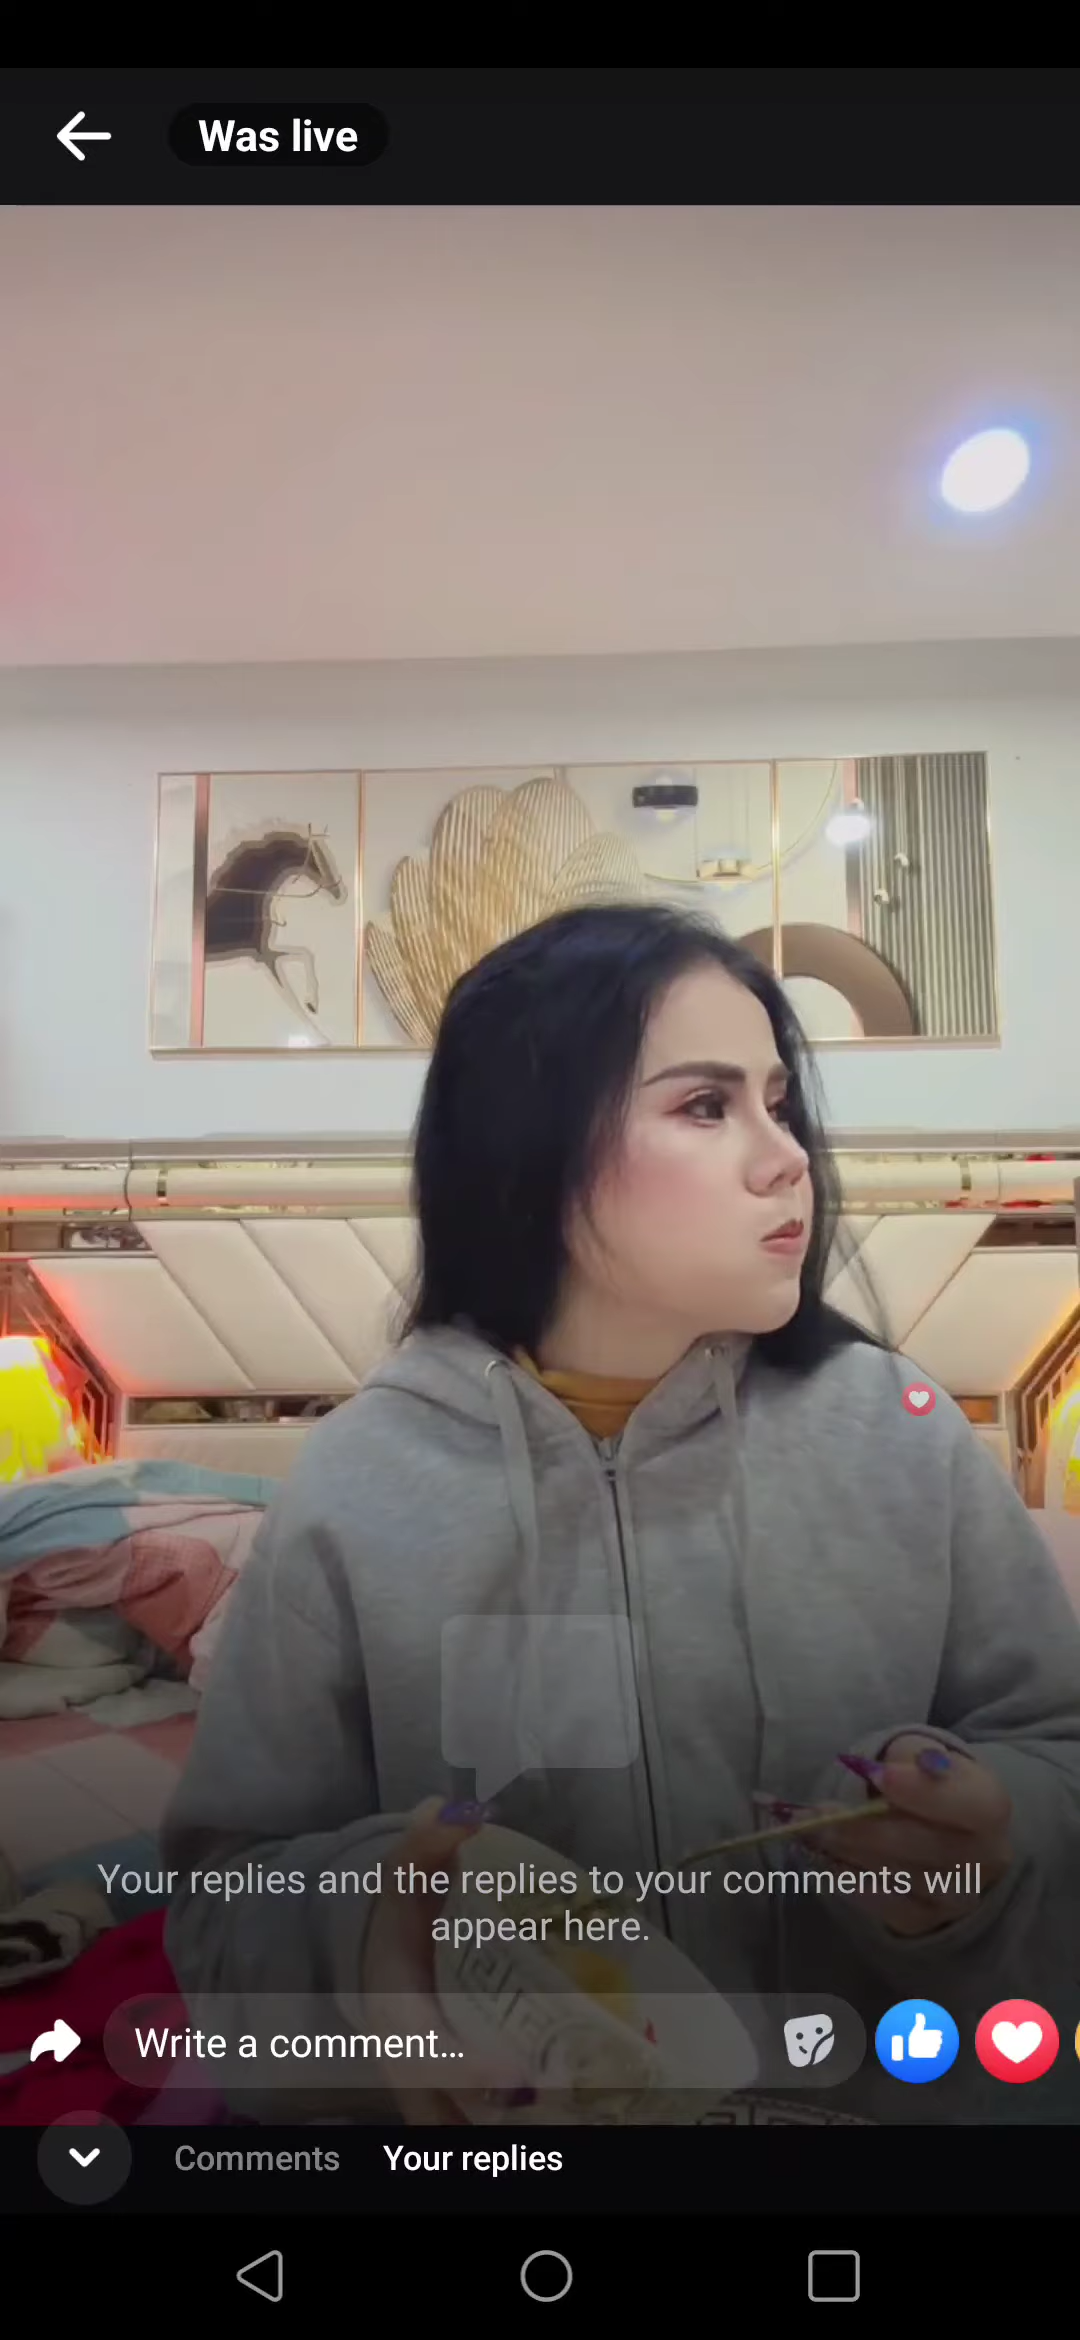 Was live
Your replies and the replies to your comments will
appear here.
Write a comment...
Comments
Your replies